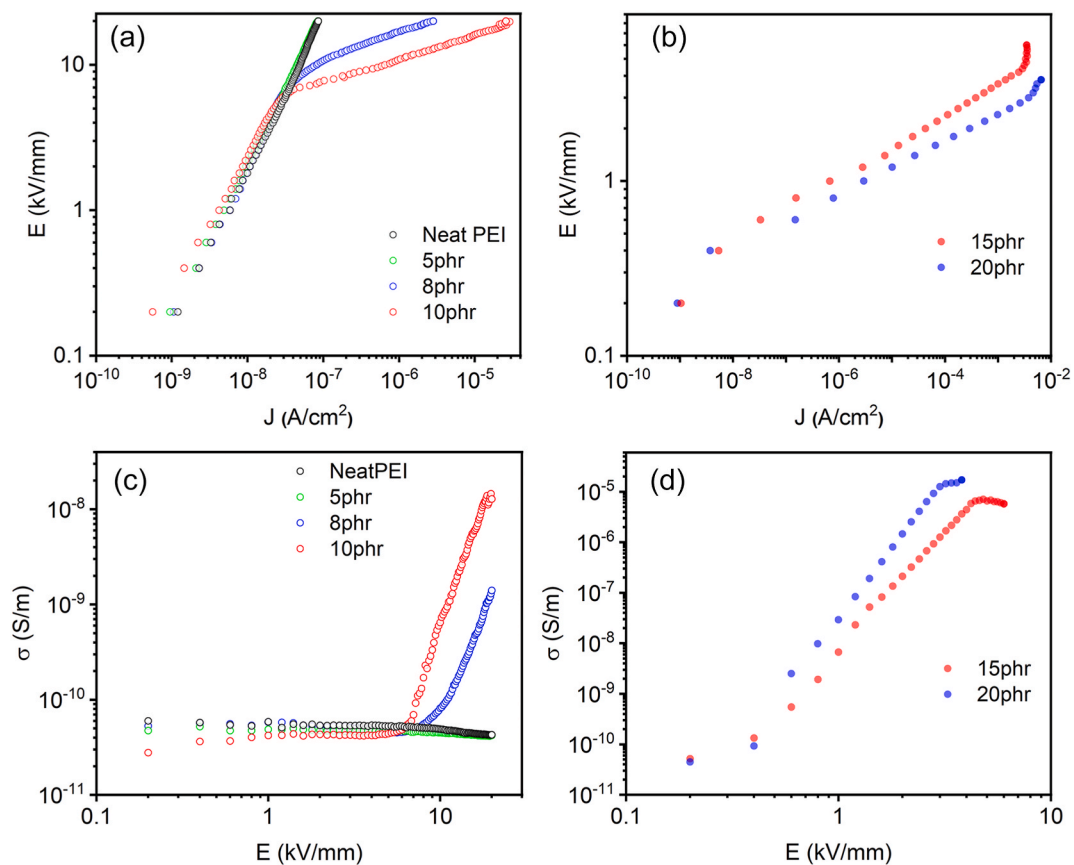 (a)
10
1
0.1
E (kV/mm)
Neat PEI
5phr
8phr
10phr
10⁻¹⁰ 10⁻⁹ 10⁻⁸ 10⁻⁷ 10⁻⁶ 10⁻⁵
J (A/cm²)
(b)
1
0.1
E (kV/mm)
15phr
20phr
10⁻¹⁰ 10⁻⁸ 10⁻⁶ 10⁻⁴ 10⁻²
J (A/cm²)
(c)
NeatPEI
5phr
8phr
10phr
10⁻⁸
10⁻⁹
10⁻¹⁰
10⁻¹¹
σ (S/m)
0.1 1 10
E (kV/mm)
(d)
10⁻⁵
10⁻⁶
10⁻⁷
10⁻⁸
10⁻⁹
10⁻¹⁰
10⁻¹¹
σ (S/m)
15phr
20phr
0.1 1 10
E (kV/mm)